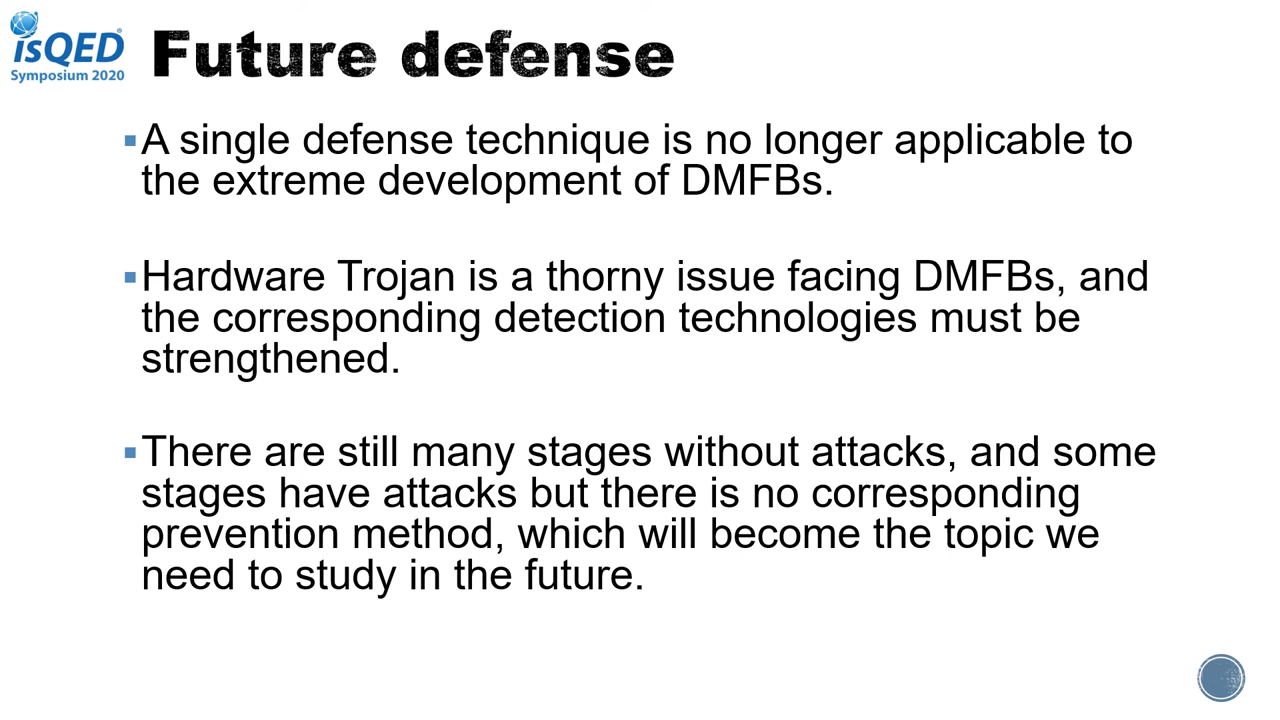 isQED
Symposium 2020
Future defense
▪A single defense technique is no longer applicable to
the extreme development of DMFBs.
▪Hardware Trojan is a thorny issue facing DMFBs, and
the corresponding detection technologies must be
strengthened.
▪There are still many stages without attacks, and some
stages have attacks but there is no corresponding
prevention method, which will become the topic we
need to study in the future.